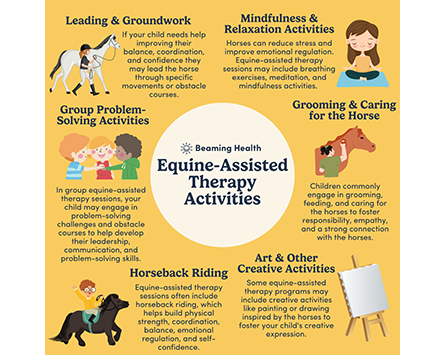 Leading & Groundwork
If your child needs help
improving their
balance, coordination,
and confidence they
may lead the horse
through specific
movements or obstacle
courses.
Mindfulness &
Relaxation Activities
Horses can reduce stress and
improve emotional regulation.
Equine-assisted therapy
sessions may include breathing
exercises, meditation, and
mindfulness activities.
Group Problem-
Solving Activities
In group equine-assisted
therapy sessions, your
child may engage in
problem-solving
challenges and obstacle
courses to help develop
their leadership,
communication, and
problem-solving skills.
Beaming Health
Equine-Assisted
Therapy
Activities
Grooming & Caring
for the Horse
Children commonly
engage in grooming,
feeding, and caring for
the horses to foster
responsibility, empathy,
and a strong connection
with the horses.
Horseback Riding
Equine-assisted therapy
sessions often include
horseback riding, which
helps build physical
strength, coordination,
balance, emotional
regulation, and self-
confidence.
Art & Other
Creative Activities
Some equine-assisted
therapy programs may
include creative activities
like painting or drawing
inspired by the horses to
foster your child's creative
expression.